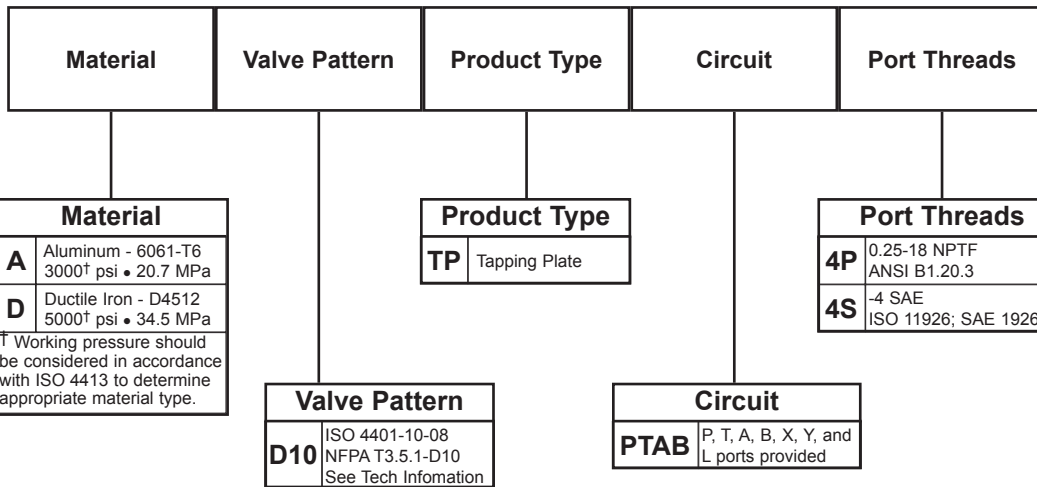 Material
Valve Pattern
Product Type
Circuit
Port Threads
Material
A
Aluminum - 6061-T6
3000† psi • 20.7 MPa
D
Ductile Iron - D4512
5000† psi • 34.5 MPa
† Working pressure should
be considered in accordance
with ISO 4413 to determine
appropriate material type.
Product Type
TP
Tapping Plate
Port Threads
4P
0.25-18 NPTF
ANSI B1.20.3
4S
-4 SAE
ISO 11926; SAE 1926
Valve Pattern
D10
ISO 4401-10-08
NFPA T3.5.1-D10
See Tech Infomation
Circuit
PTAB
P, T, A, B, X, Y, and
L ports provided